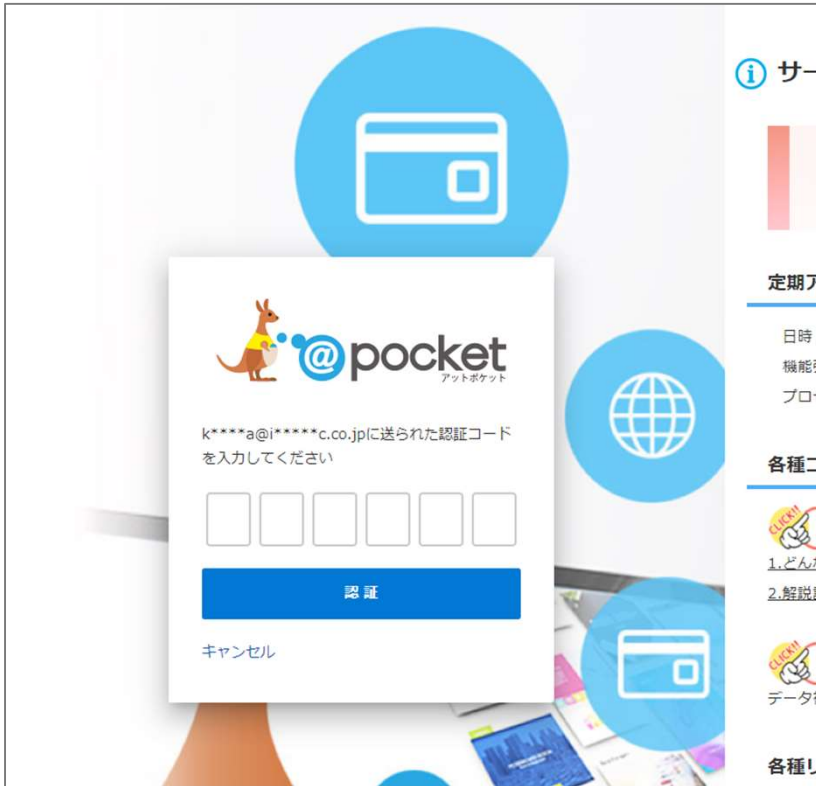 @pocket
アットポケット
k****a@i*****c.co.jpに送られた認証コード
を入力してください
認証
キャンセル
サー
定期ア
日時
機能
プロ
各種コ
CLICK!!
1.どん
2.解説
CLICK!!
データ
各種リ